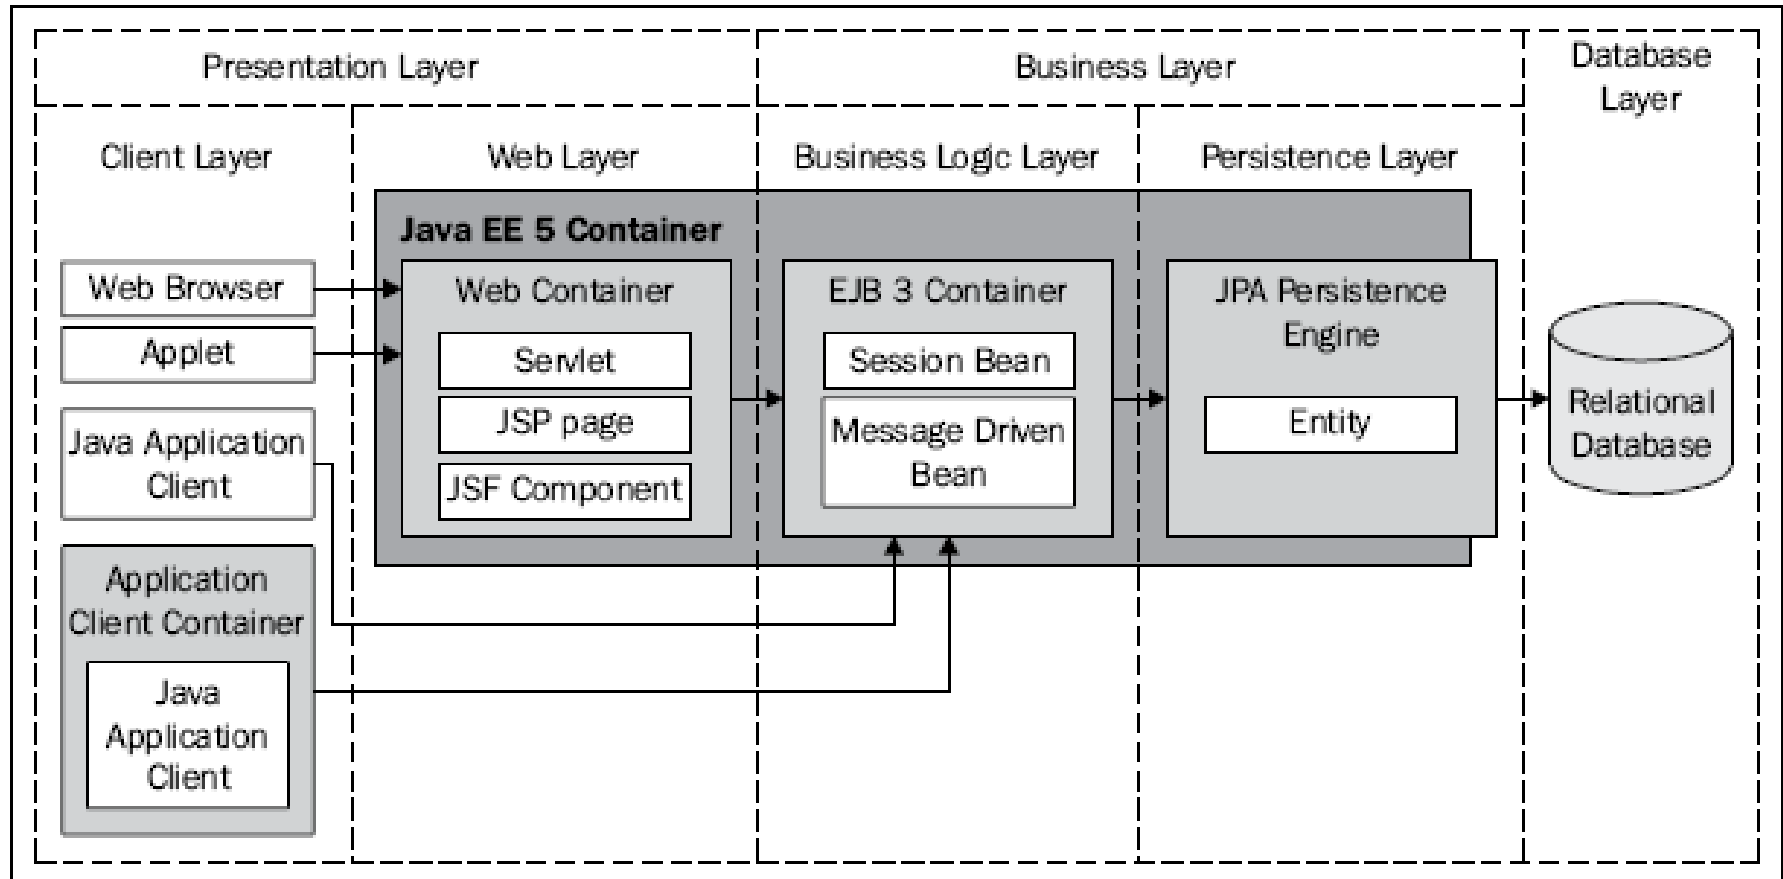 Presentation Layer
Business Layer
Database
Layer
Client Layer
Web Layer
Business Logic Layer
Persistence Layer
Java EE 5 Container
Web Browser
Applet
Java Application
Client
Application
Client Container
Java
Application
Client
Web Container
Servlet
JSP page
JSF Component
EJB 3 Container
Session Bean
Message Driven
Bean
JPA Persistence
Engine
Entity
Relational
Database